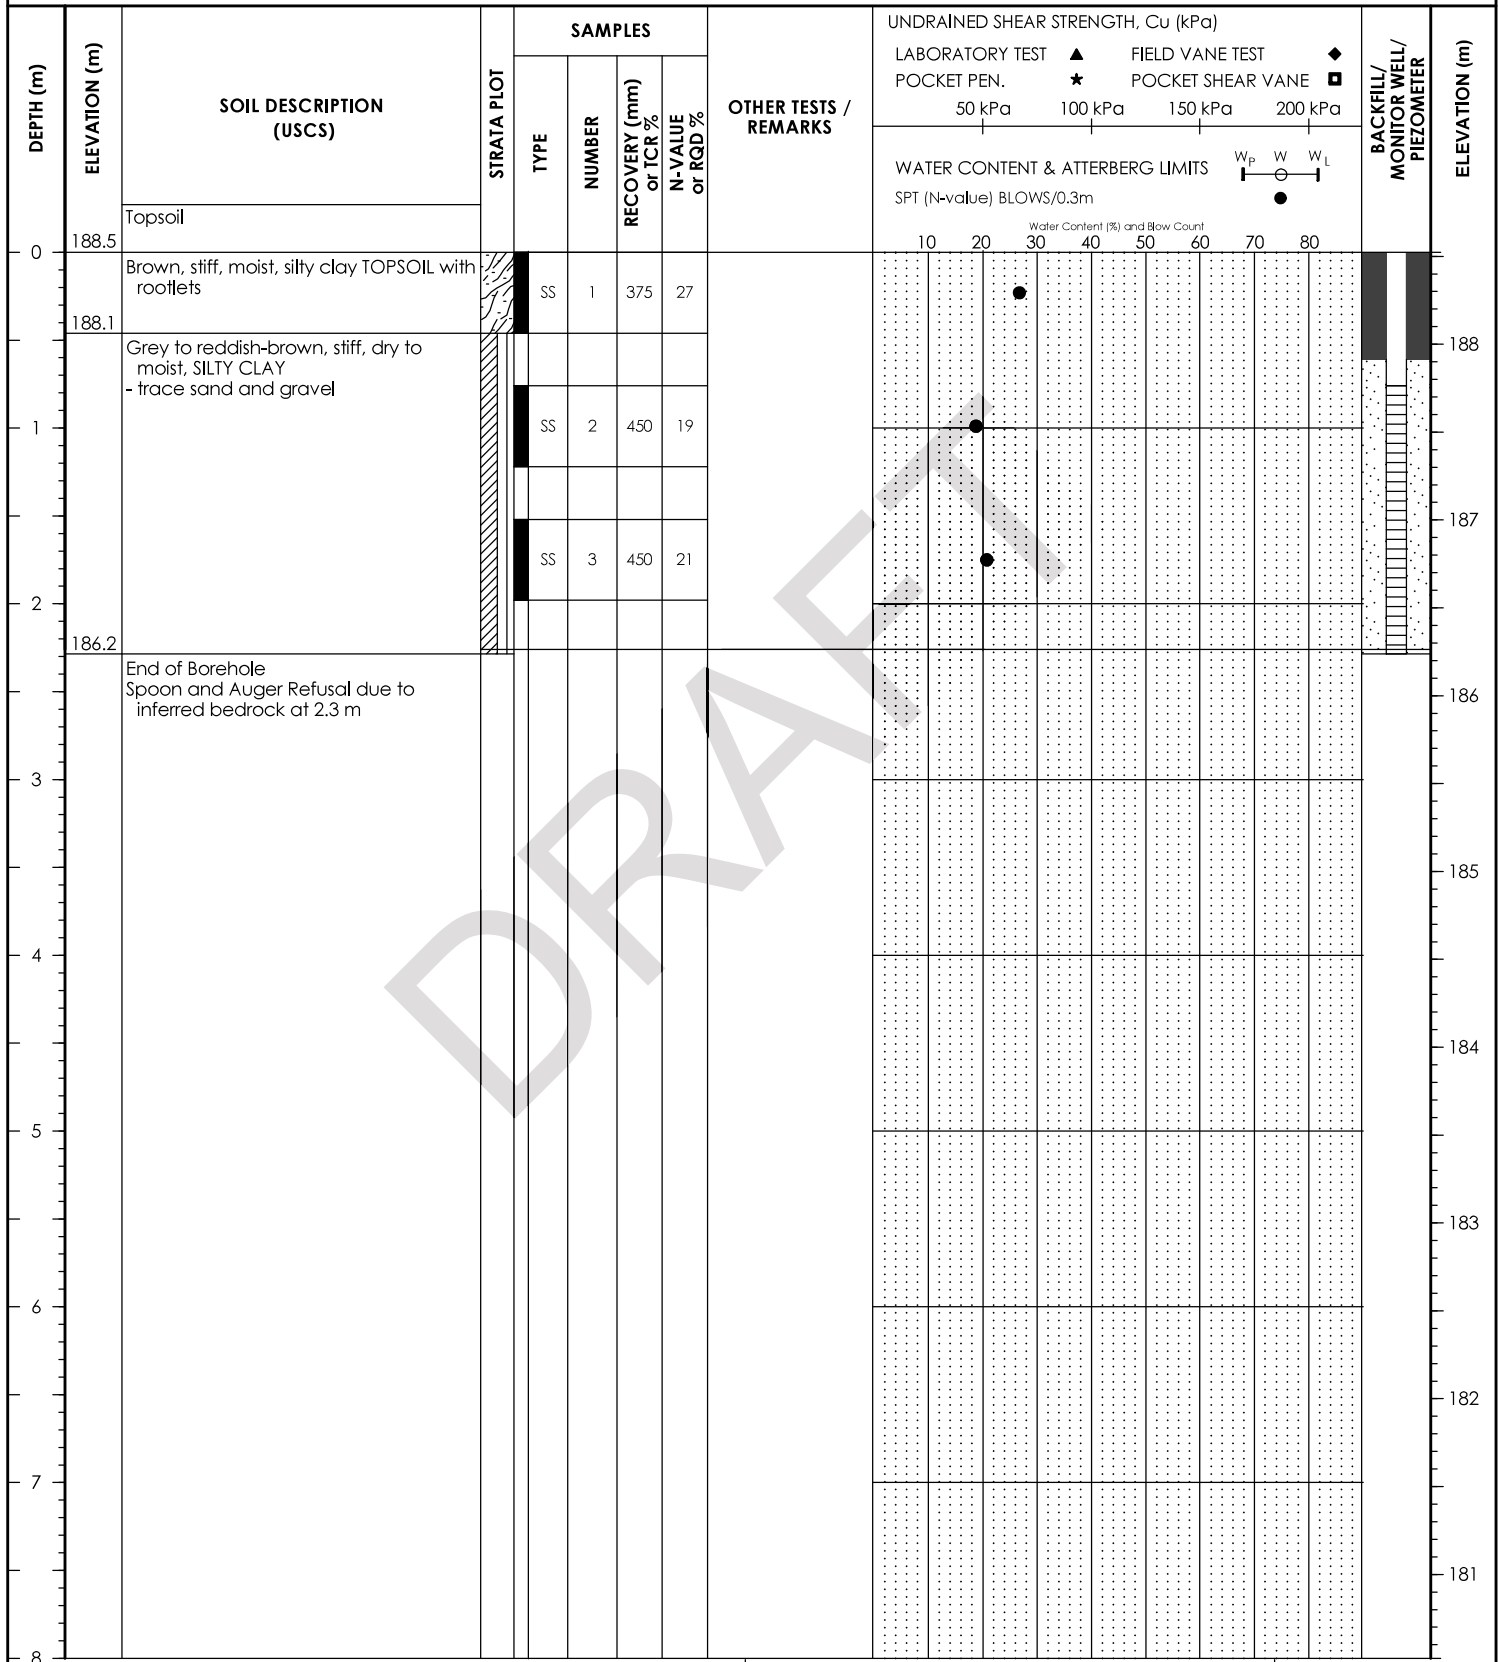 DEPTH (m)
ELEVATION (m)
SOIL DESCRIPTION
(USCS)
STRATA PLOT
SAMPLES
TYPE
NUMBER
RECOVERY (mm)
or TCR %
N-VALUE
or RQD %
OTHER TESTS /
REMARKS
UNDRAINED SHEAR STRENGTH, Cu (kPa)
LABORATORY TEST ▲ FIELD VANE TEST ◆
POCKET PEN. ★ POCKET SHEAR VANE
50 kPa 100 kPa 150 kPa 200 kPa
WATER CONTENT & ATTERBERG LIMITS WP W WL
SPT (N-value) BLOWS/0.3m ●
Water Content (%) and Blow Count
10 20 30 40 50 60 70 80
BACKFILL/
MONITOR WELL/
PIEZOMETER
ELEVATION (m)
Topsoil
0 188.5
Brown, stiff, moist, silty clay TOPSOIL with
rootlets
SS 1 375 27
188.1
Grey to reddish-brown, stiff, dry to
moist, SILTY CLAY
- trace sand and gravel
188
1
SS 2 450 19
187
SS 3 450 21
2
186.2
End of Borehole
Spoon and Auger Refusal due to
inferred bedrock at 2.3 m
186
3
185
4
184
5
183
6
182
7
181
8
DRAFT